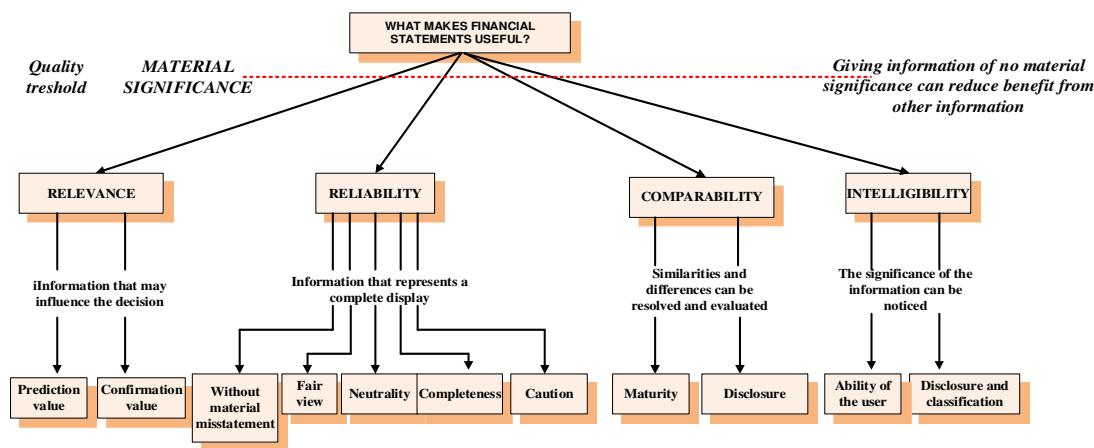 WHAT MAKES FINANCIAL
STATEMENTS USEFUL?
Quality
treshold
MATERIAL
SIGNIFICANCE
Giving information of no material
significance can reduce benefit from
other information
RELEVANCE
RELIABILITY
COMPARABILITY
INTELLIGIBILITY
iInformation that may
influence the decision
Information that represents a
complete display
Similarities and
differences can be
resolved and evaluated
The significance of the
information can be
noticed
Prediction
value
Confirmation
value
Without
material
misstatement
Fair
view
Neutrality
Completeness
Caution
Maturity
Disclosure
Ability of
the user
Disclosure and
classification